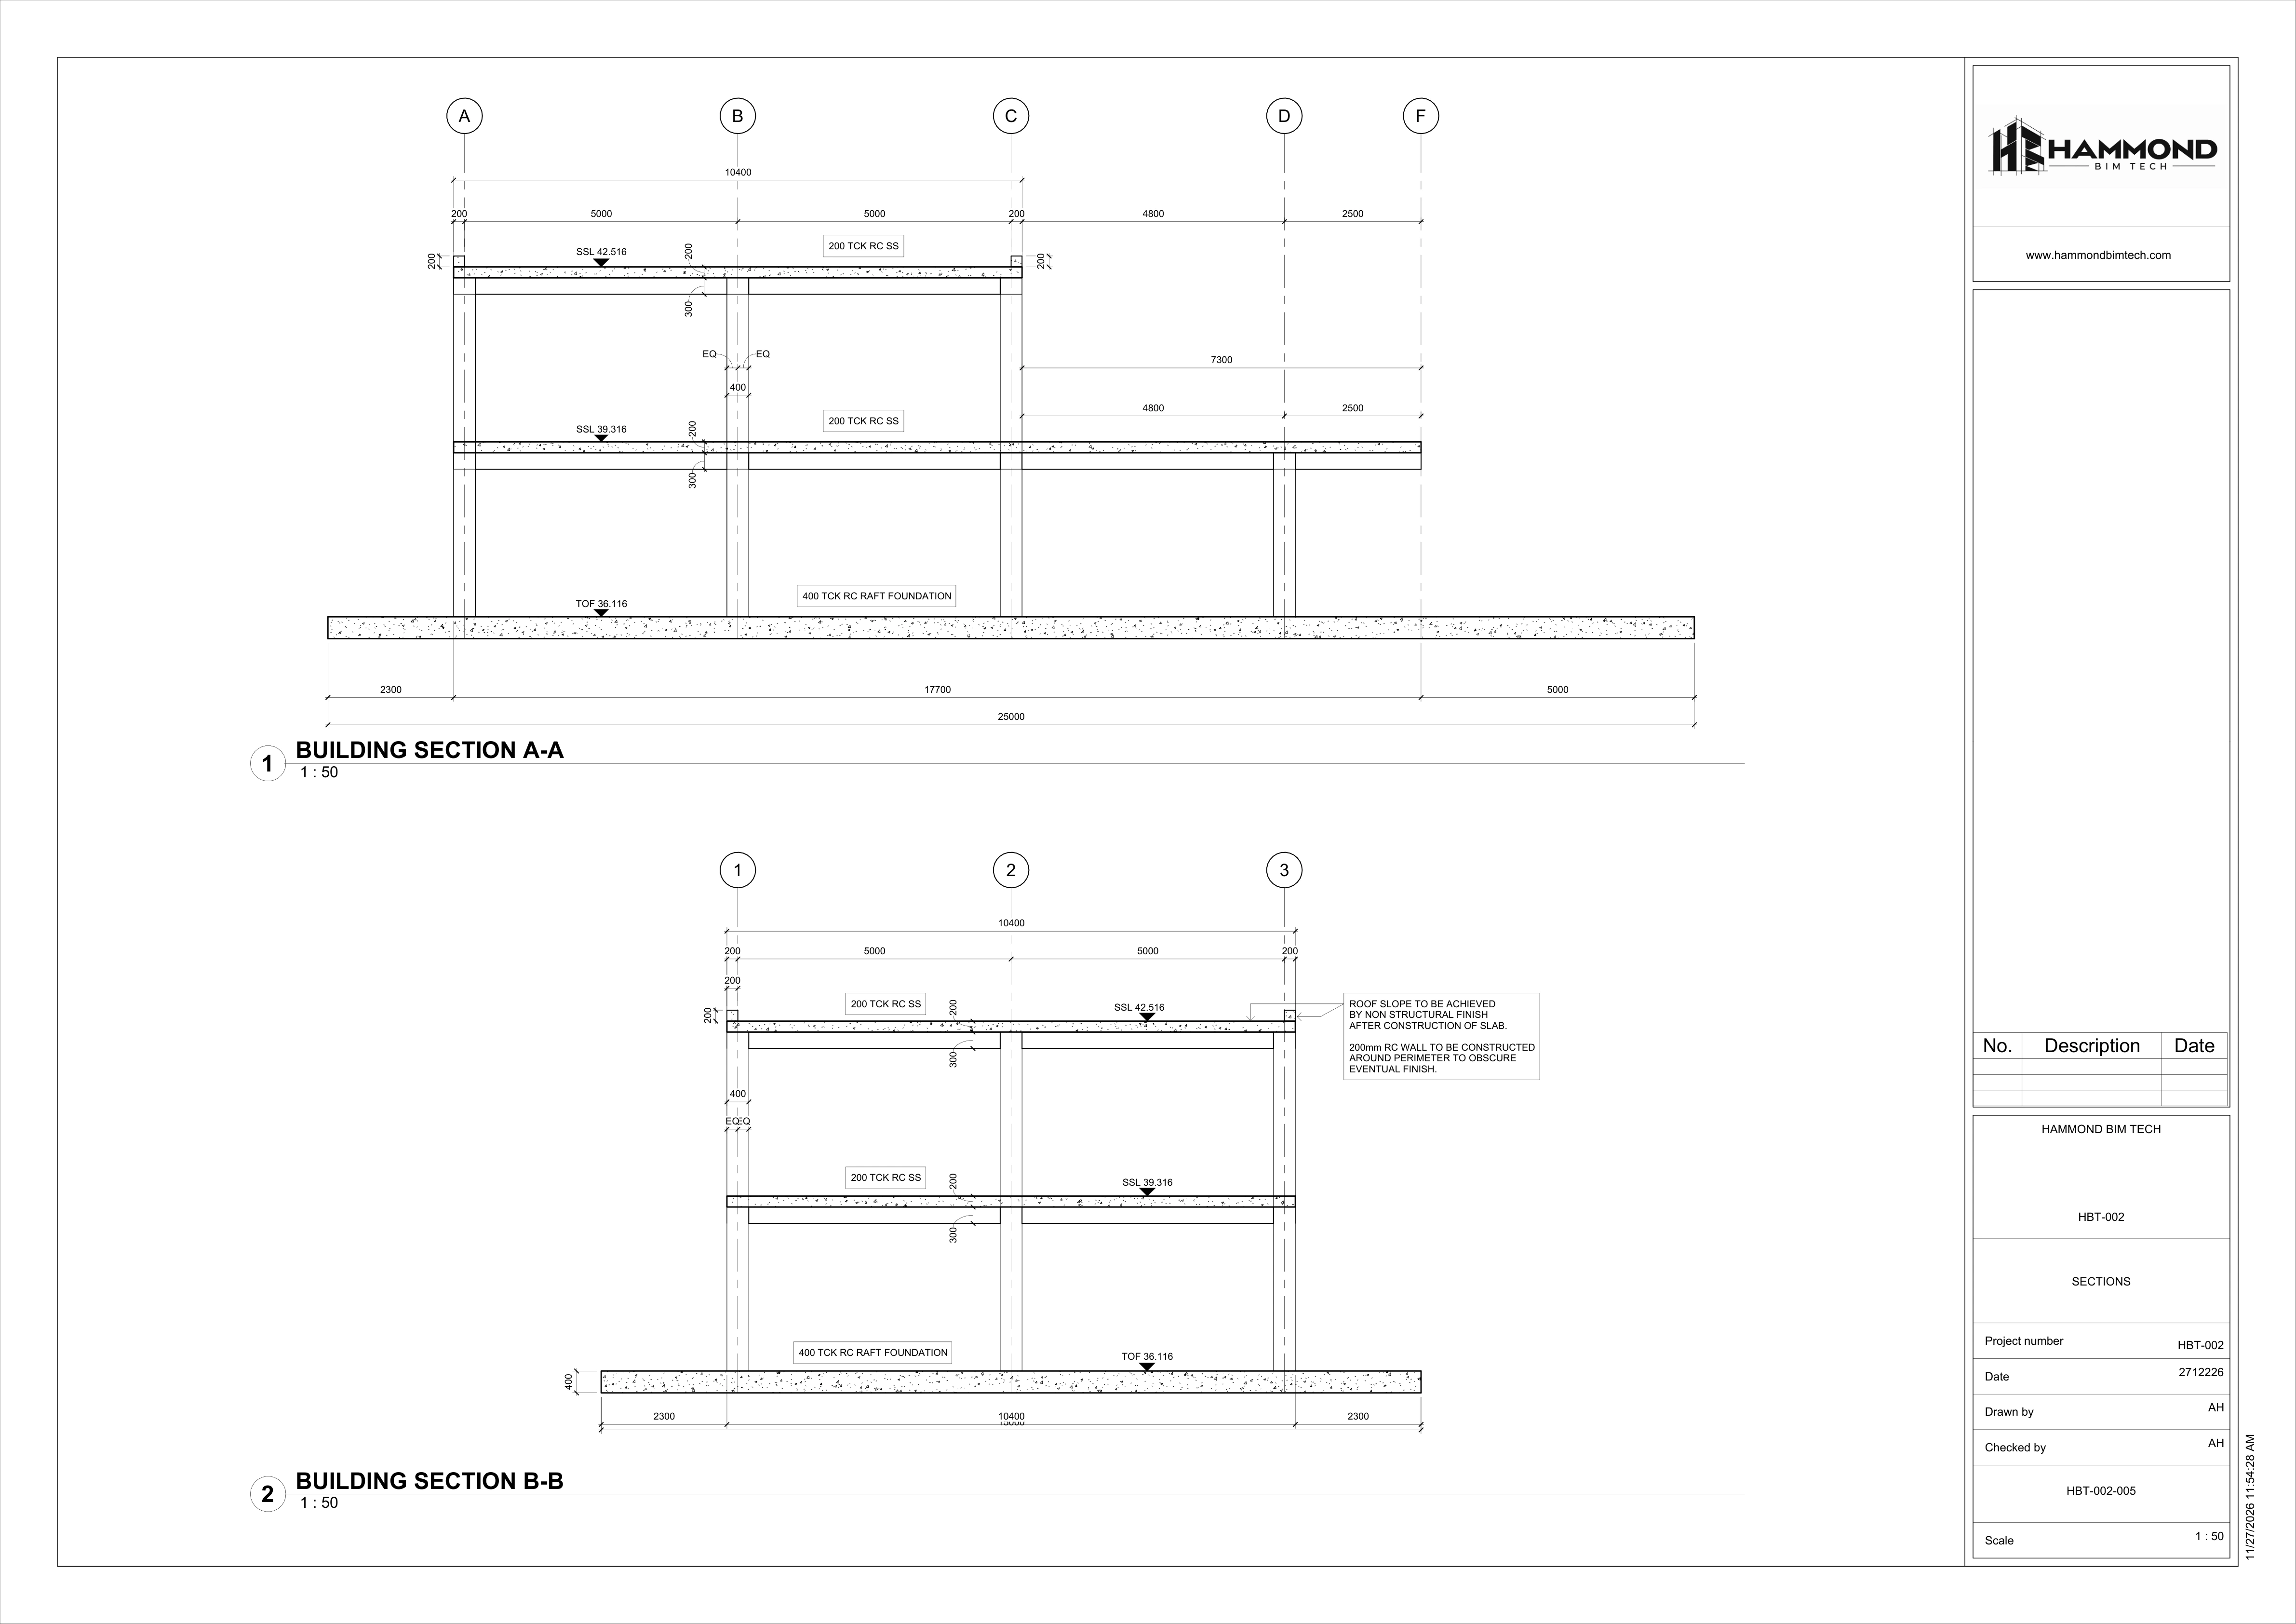 A
B
C
D
F
10400
200
5000
5000
200
4800
2500
200 TCK RC SS
SSL 42.516
200
200
200
300
EQ
EQ
7300
400
4800
2500
200 TCK RC SS
SSL 39.316
200
300
400 TCK RC RAFT FOUNDATION
TOF 36.116
2300
17700
5000
25000
1
BUILDING SECTION A-A
1 : 50
1
2
3
10400
200
5000
5000
200
200
200 TCK RC SS
200
SSL 42.516
200
300
ROOF SLOPE TO BE ACHIEVED
BY NON STRUCTURAL FINISH
AFTER CONSTRUCTION OF SLAB.
200mm RC WALL TO BE CONSTRUCTED
AROUND PERIMETER TO OBSCURE
EVENTUAL FINISH.
400
EQ
EQ
200 TCK RC SS
200
SSL 39.316
300
400 TCK RC RAFT FOUNDATION
TOF 36.116
400
2300
10400
2300
2
BUILDING SECTION B-B
1 : 50
HAMMOND
BIM TECH
www.hammondbimtech.com
No. Description Date
HAMMOND BIM TECH
HBT-002
SECTIONS
Project number HBT-002
Date 2712226
Drawn by AH
Checked by AH
HBT-002-005
Scale 1 : 50
11/27/2026 11:54:28 AM